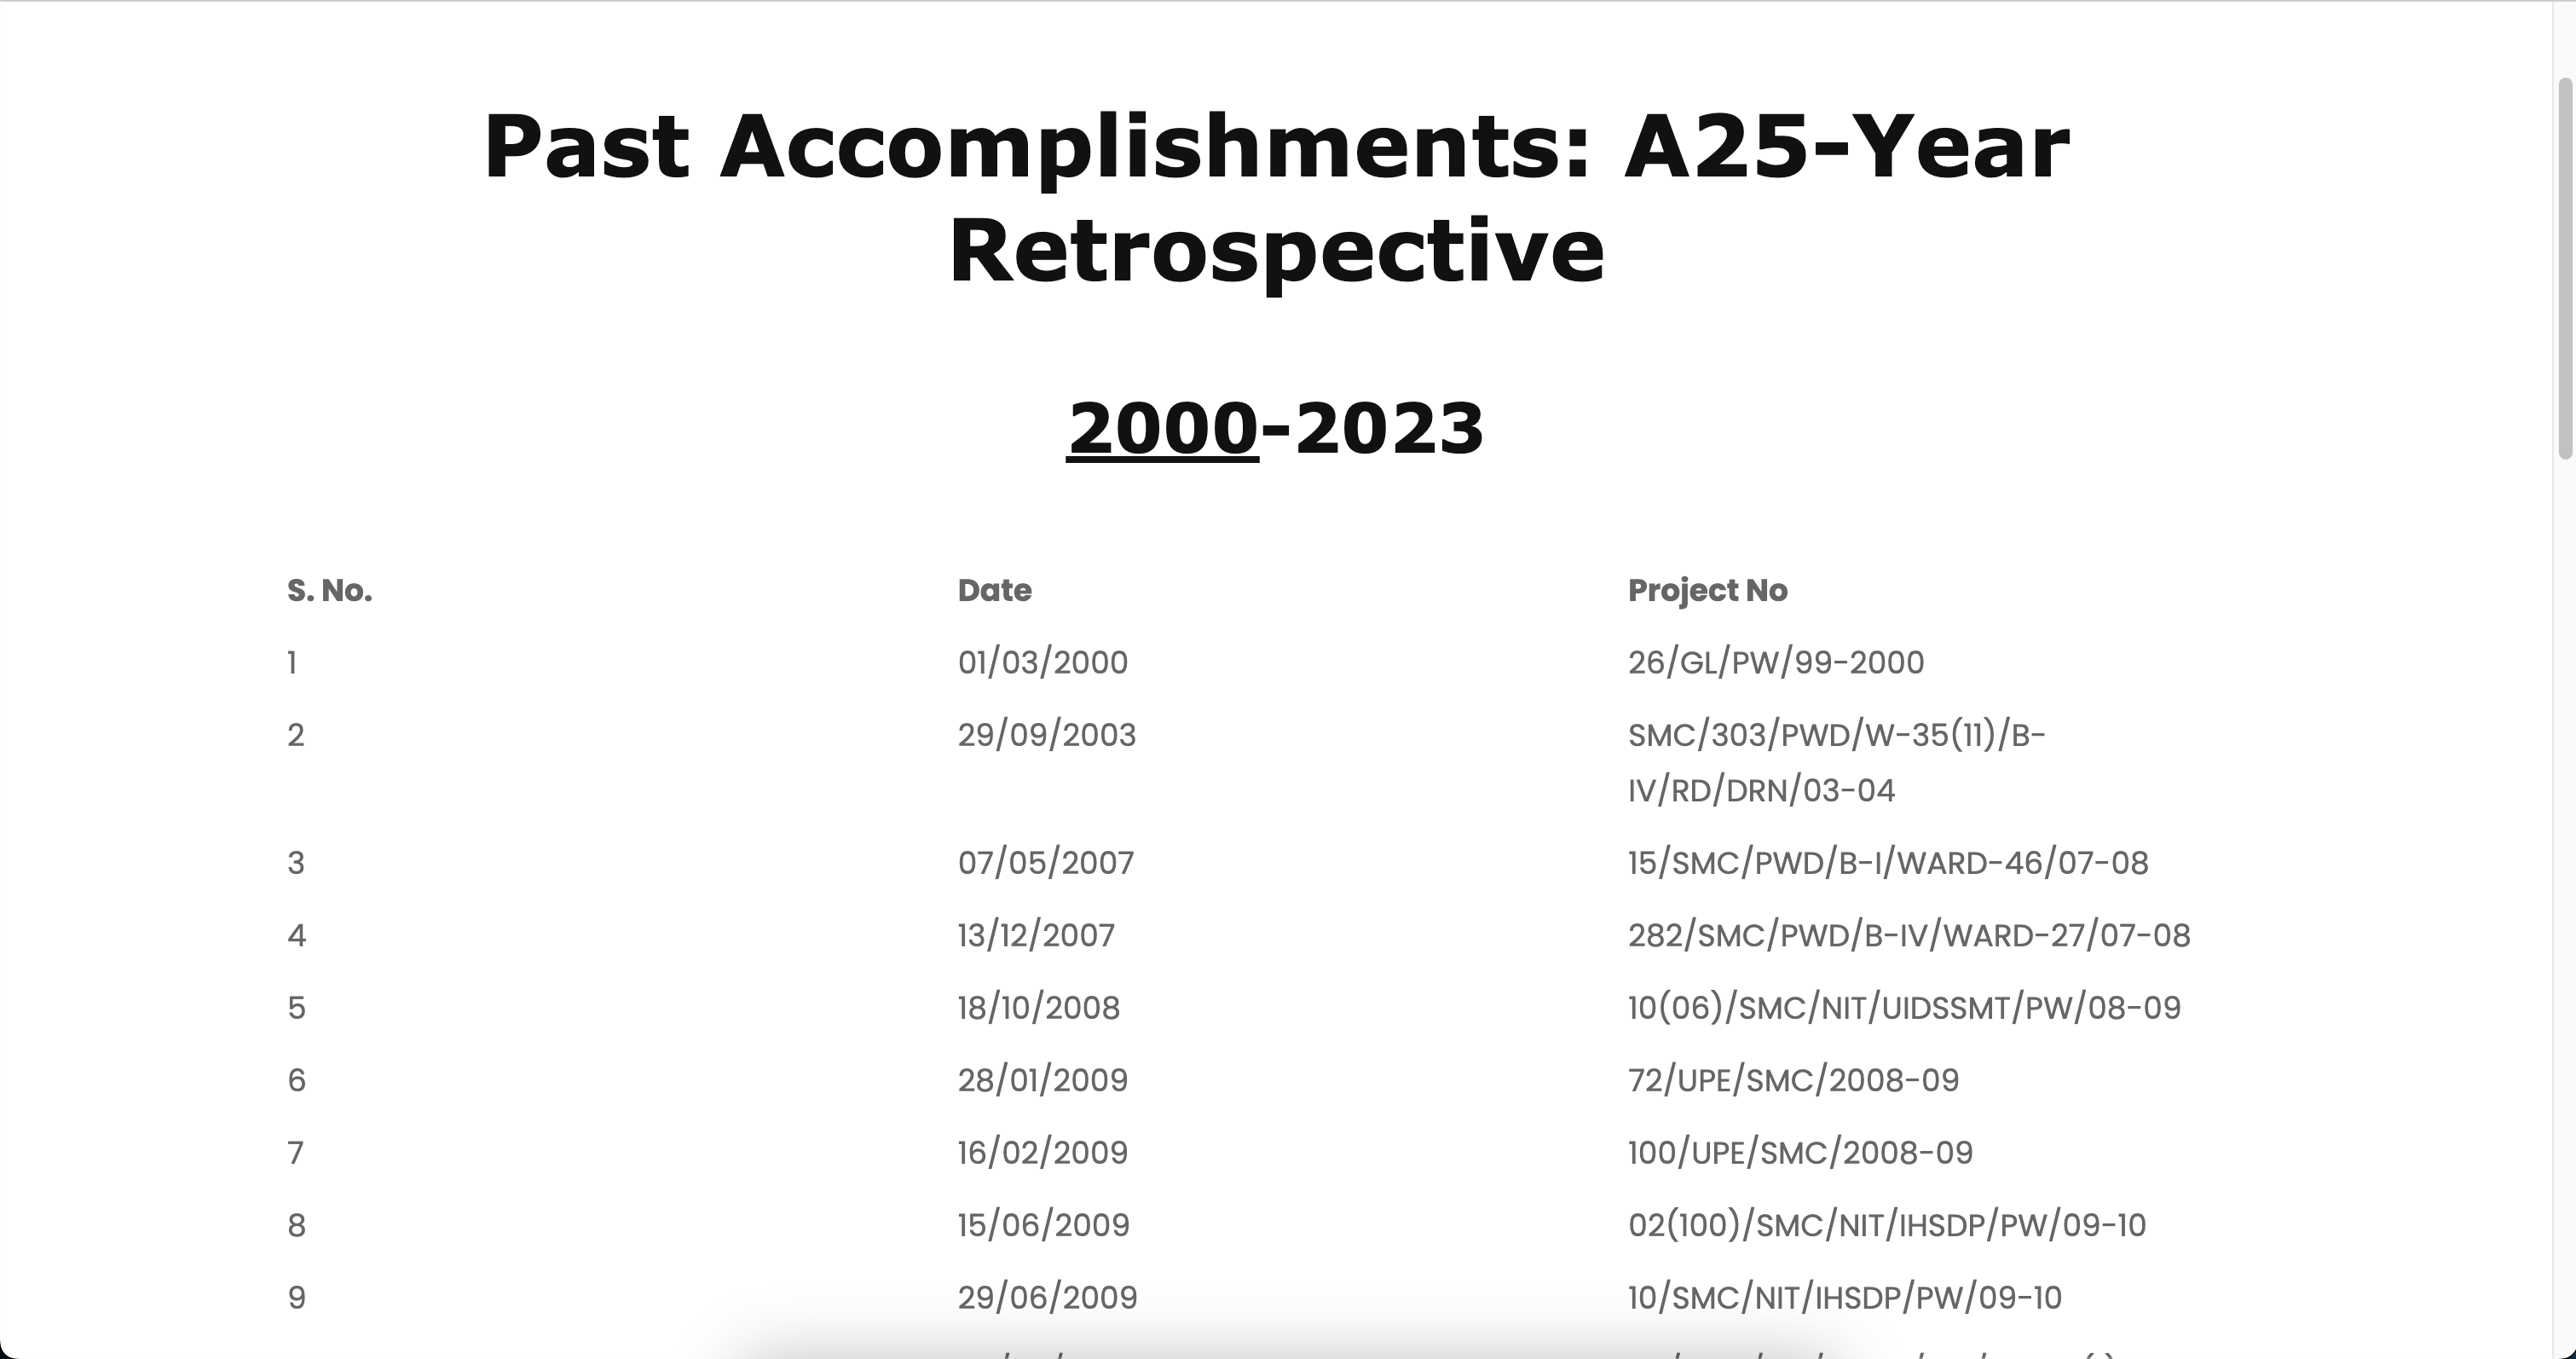 Past Accomplishments: A25-Year
Retrospective
2000-2023
S. No. Date Project No
1 01/03/2000 26/GL/PW/99-2000
2 29/09/2003 SMC/303/PWD/W-35(11)/B-
IV/RD/DRN/03-04
3 07/05/2007 15/SMC/PWD/B-I/WARD-46/07-08
4 13/12/2007 282/SMC/PWD/B-IV/WARD-27/07-08
5 18/10/2008 10(06)/SMC/NIT/UIDSSMT/PW/08-09
6 28/01/2009 72/UPE/SMC/2008-09
7 16/02/2009 100/UPE/SMC/2008-09
8 15/06/2009 02(100)/SMC/NIT/IHSDP/PW/09-10
9 29/06/2009 10/SMC/NIT/IHSDP/PW/09-10